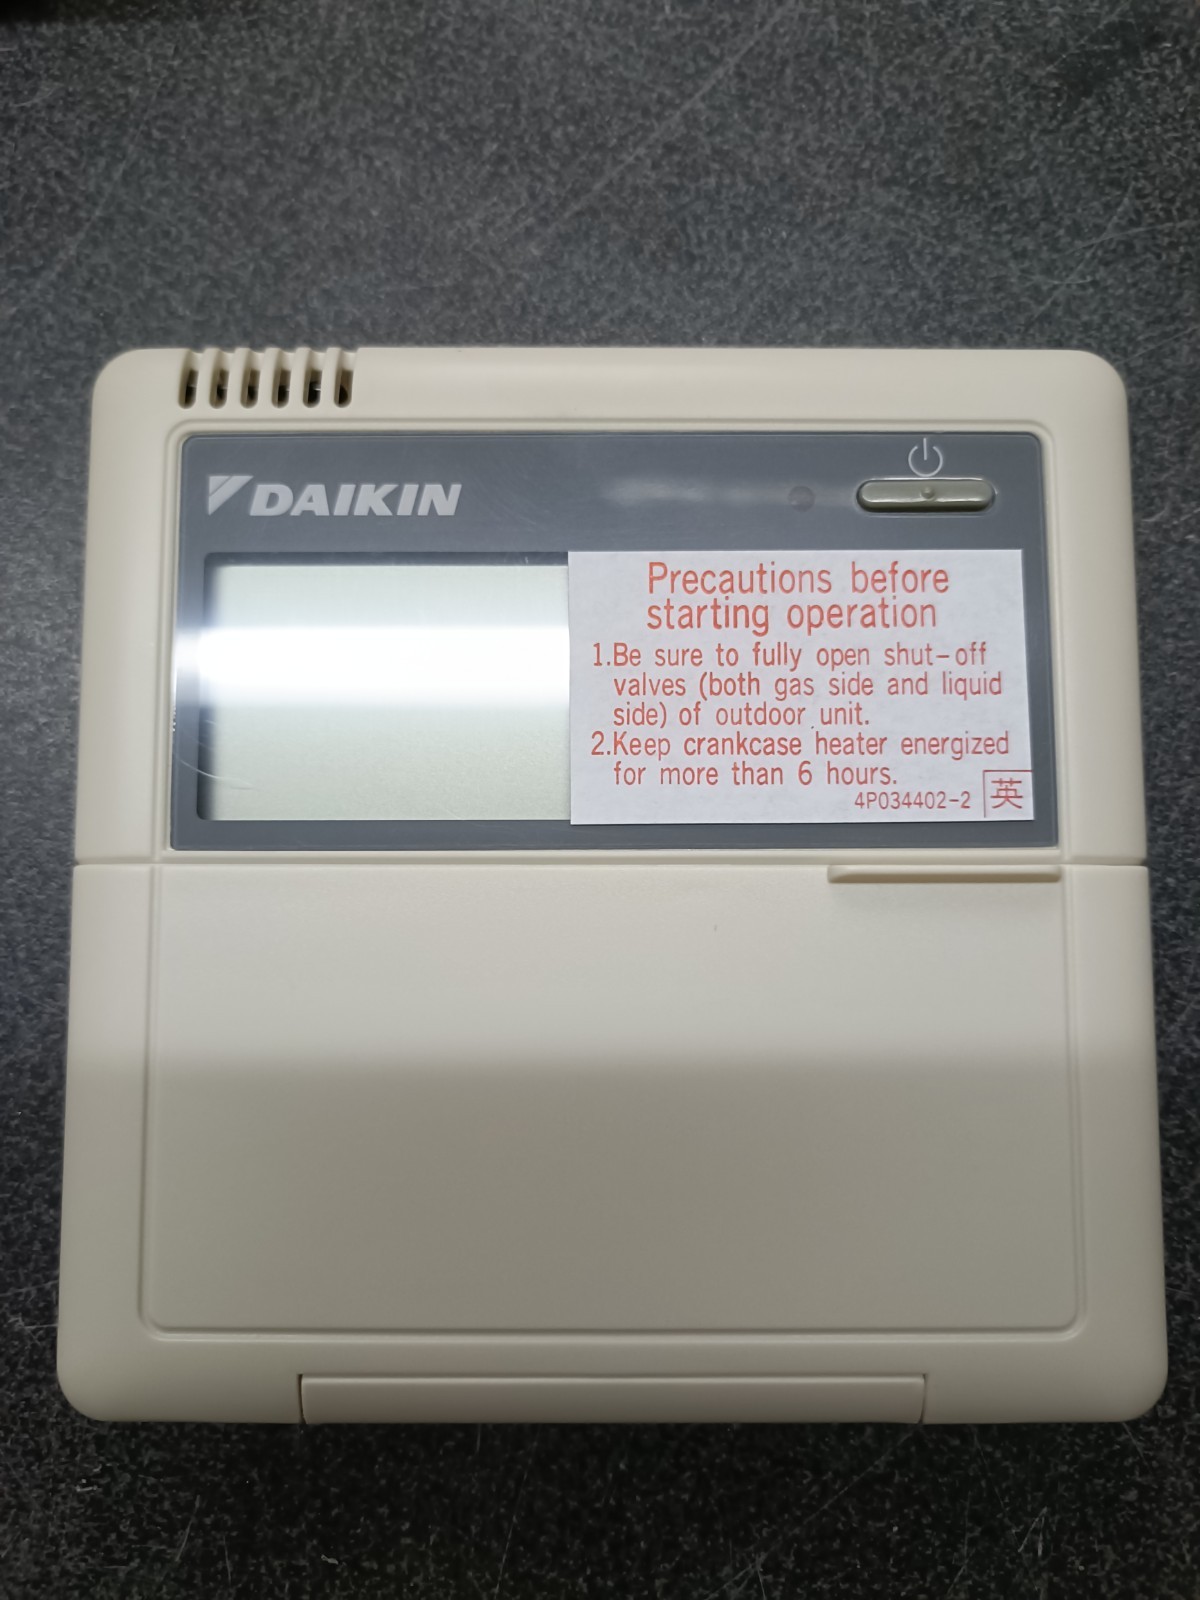 DAIKIN
Precautions before
starting operation
1.Be sure to fully open shut-off
valves (both gas side and liquid
side) of outdoor unit.
2.Keep crankcase heater energized
for more than 6 hours.
4P034402-2 英